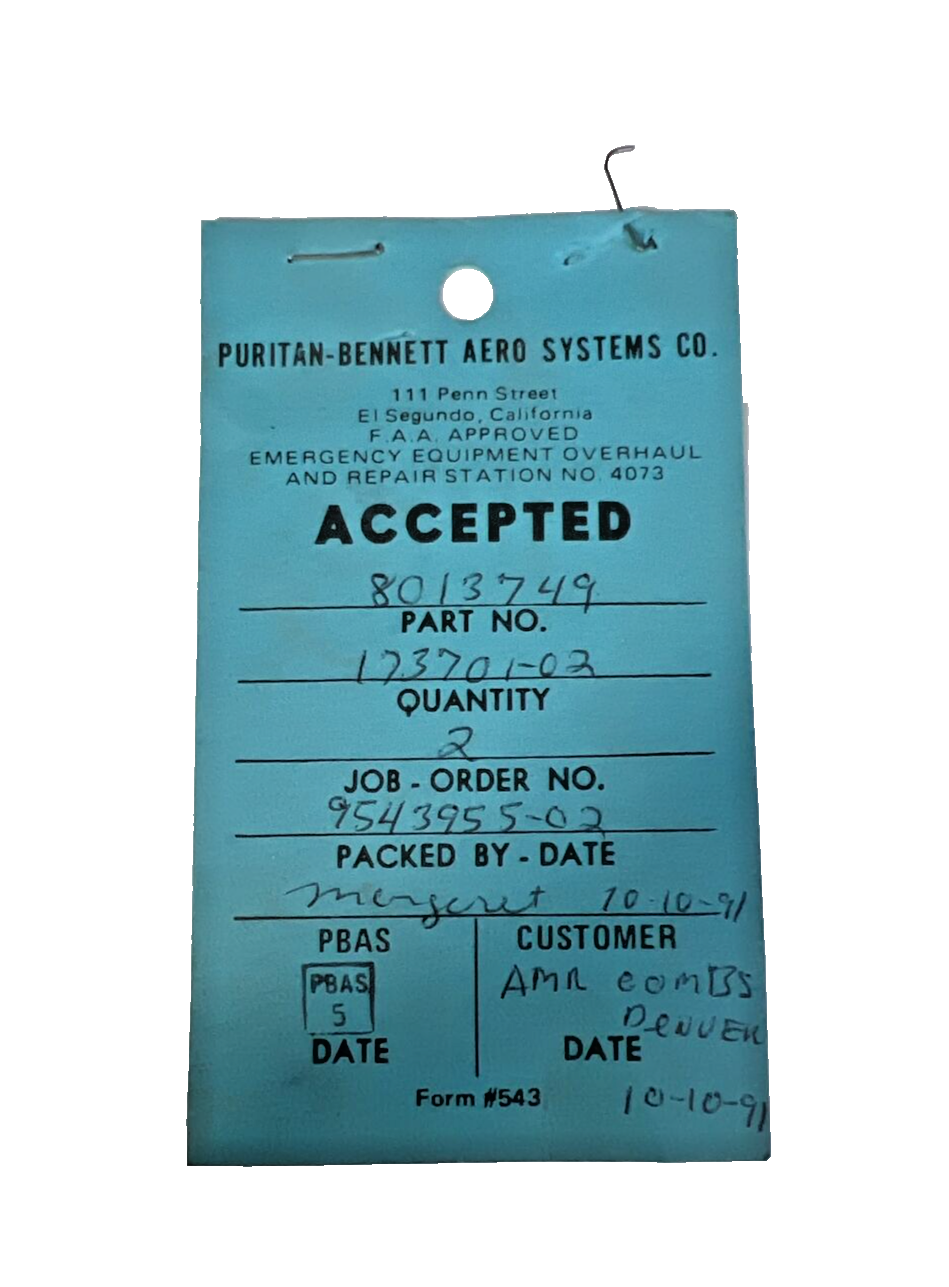 PURITAN-BENNETT AERO SYSTEMS CO.
111 Penn Street
El Segundo, California
F.A.A. APPROVED
EMERGENCY EQUIPMENT OVERHAUL
AND REPAIR STATION NO. 4073
ACCEPTED
8013749
PART NO.
173701-02
QUANTITY
2
JOB - ORDER NO.
9543955-02
PACKED BY - DATE
Margaret 10-10-91
PBAS
PBAS
5
DATE
CUSTOMER
AMR COMBS
DENVER
DATE
10-10-91
Form #543